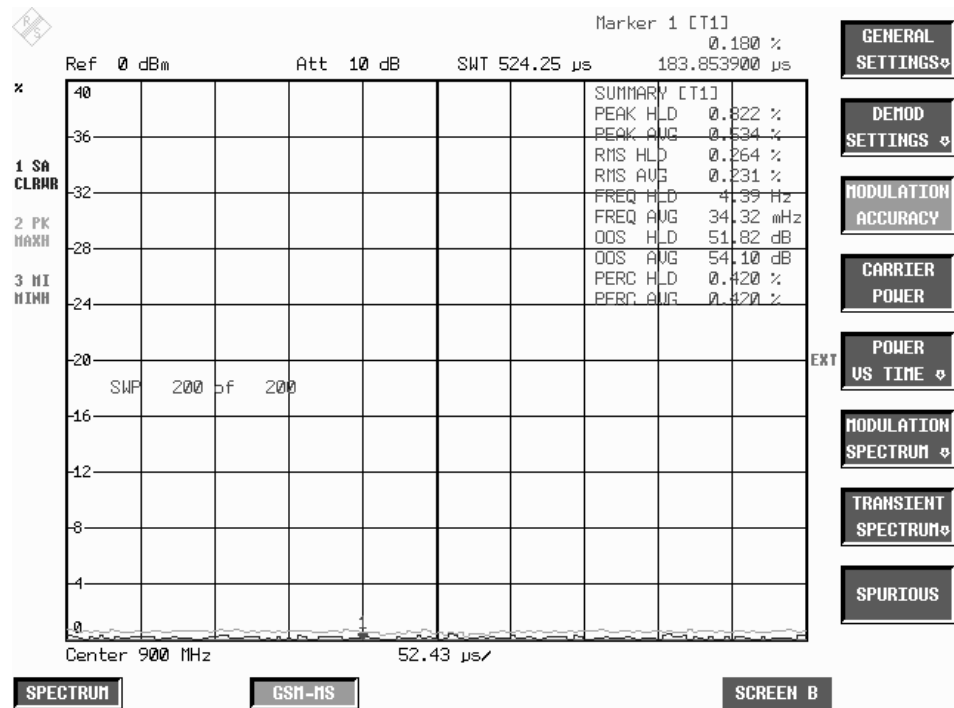 R/S
Marker 1 [T1]
0.180 %
Ref 0 dBm Att 10 dB SWT 524.25 µs 183.853900 µs
%
1 SA
CLRWR
2 PK
MAXH
3 MI
MINH
40
36
32
28
24
20
16
12
8
4
0
SUMMARY [T1]
PEAK HLD 0.822 %
PEAK AVG 0.534 %
RMS HLD 0.264 %
RMS AVG 0.231 %
FREQ HLD 4.39 Hz
FREQ AVG 34.32 mHz
OOS HLD 51.82 dB
OOS AVG 54.10 dB
PERC HLD 0.420 %
PERC AVG 0.420 %
SWP 200 of 200
1
EXT
Center 900 MHz 52.43 µs/
GENERAL
SETTINGS
DEMOD
SETTINGS
MODULATION
ACCURACY
CARRIER
POWER
POWER
VS TIME
MODULATION
SPECTRUM
TRANSIENT
SPECTRUM
SPURIOUS
SPECTRUM
GSM-MS
SCREEN B